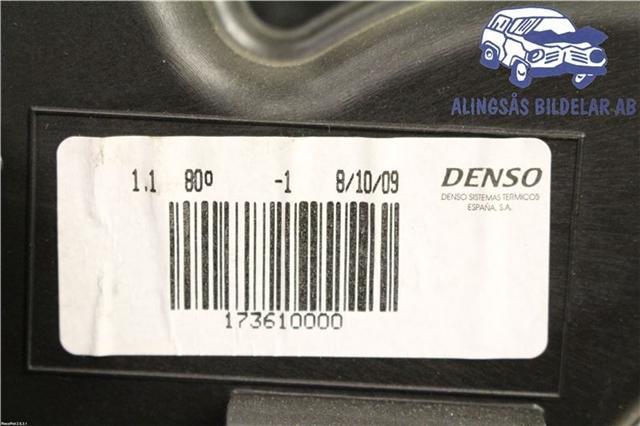 ALINGSÅS BILDELAR AB
1.1 80º -1 8/10/09
DENSO
DENSO SISTEMAS TERMICOS
ESPAÑA, S.A.
173610000